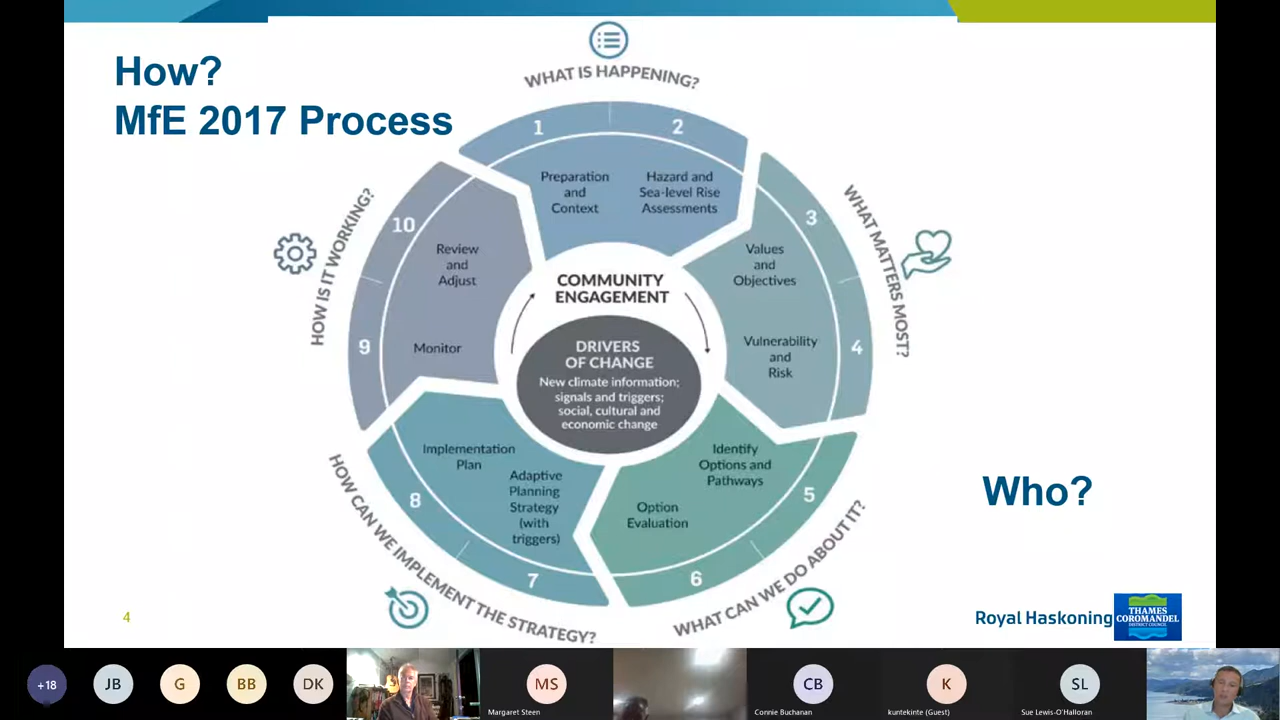 How?
MfE 2017 Process
WHAT IS HAPPENING?
1
2
Preparation
and
Context
Hazard and
Sea-level Rise
Assessments
WHAT MATTERS MOST?
3
Values
and
Objectives
4
Vulnerability
and
Risk
WHAT CAN WE DO ABOUT IT?
5
Identify
Options and
Pathways
6
Option
Evaluation
HOW CAN WE IMPLEMENT THE STRATEGY?
7
Adaptive
Planning
Strategy
(with
triggers)
8
Implementation
Plan
HOW IS IT WORKING?
9
Monitor
10
Review
and
Adjust
COMMUNITY
ENGAGEMENT
DRIVERS
OF CHANGE
New climate information;
signals and triggers;
social, cultural and
economic change
Who?
4
Royal Haskoning
THAMES
COROMANDEL
DISTRICT COUNCIL
+18
JB
G
BB
DK
MS
Margaret Steen
CB
Connie Buchanan
K
kuntekinte (Guest)
SL
Sue Lewis-O'Halloran